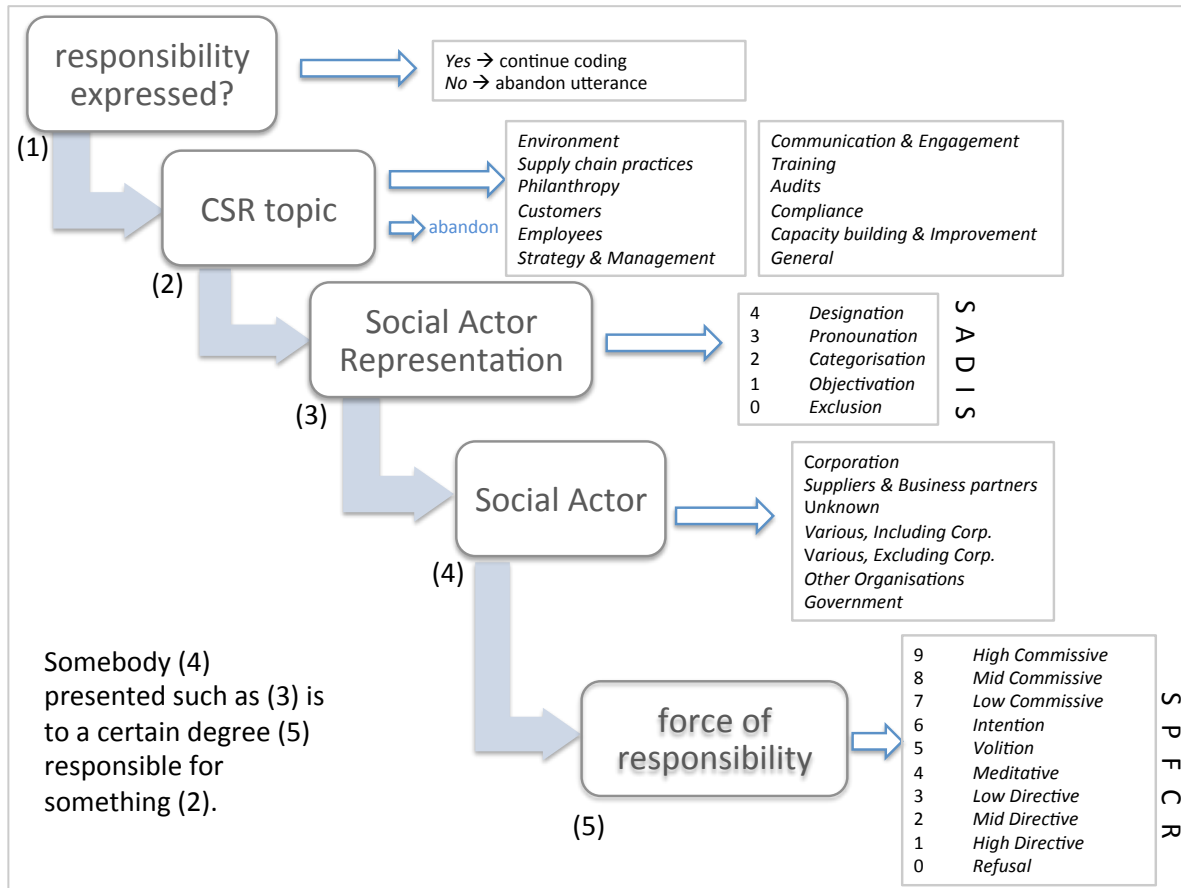 responsibility
expressed?
(1)
Yes → continue coding
No → abandon utterance
CSR topic
(2)
abandon
Environment
Supply chain practices
Philanthropy
Customers
Employees
Strategy & Management
Communication & Engagement
Training
Audits
Compliance
Capacity building & Improvement
General
Social Actor
Representation
(3)
4 Designation
3 Pronounation
2 Categorisation
1 Objectivation
0 Exclusion
SADIS
Social Actor
(4)
Corporation
Suppliers & Business partners
Unknown
Various, Including Corp.
Various, Excluding Corp.
Other Organisations
Government
force of
responsibility
(5)
9 High Commissive
8 Mid Commissive
7 Low Commissive
6 Intention
5 Volition
4 Meditative
3 Low Directive
2 Mid Directive
1 High Directive
0 Refusal
SPFCR
Somebody (4)
presented such as (3) is
to a certain degree (5)
responsible for
something (2).